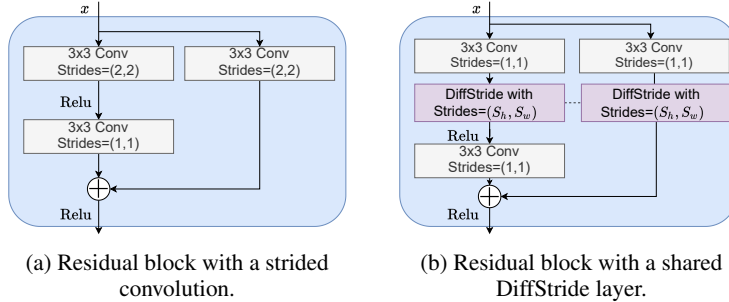 x
3x3 Conv
Strides=(2,2)
3x3 Conv
Strides=(2,2)
Relu
3x3 Conv
Strides=(1,1)
Relu
(a) Residual block with a strided
convolution.
x
3x3 Conv
Strides=(1,1)
3x3 Conv
Strides=(1,1)
DiffStride with
Strides=(S_h, S_w)
DiffStride with
Strides=(S_h, S_w)
Relu
3x3 Conv
Strides=(1,1)
Relu
(b) Residual block with a shared
DiffStride layer.